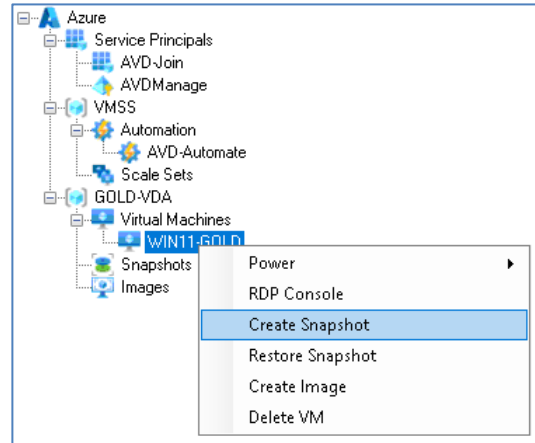 Azure
Service Principals
AVD-Join
AVDManage
VMSS
Automation
AVD-Automate
Scale Sets
GOLD-VDA
Virtual Machines
WIN11-GOLD
Snapshots
Images
Power
RDP Console
Create Snapshot
Restore Snapshot
Create Image
Delete VM